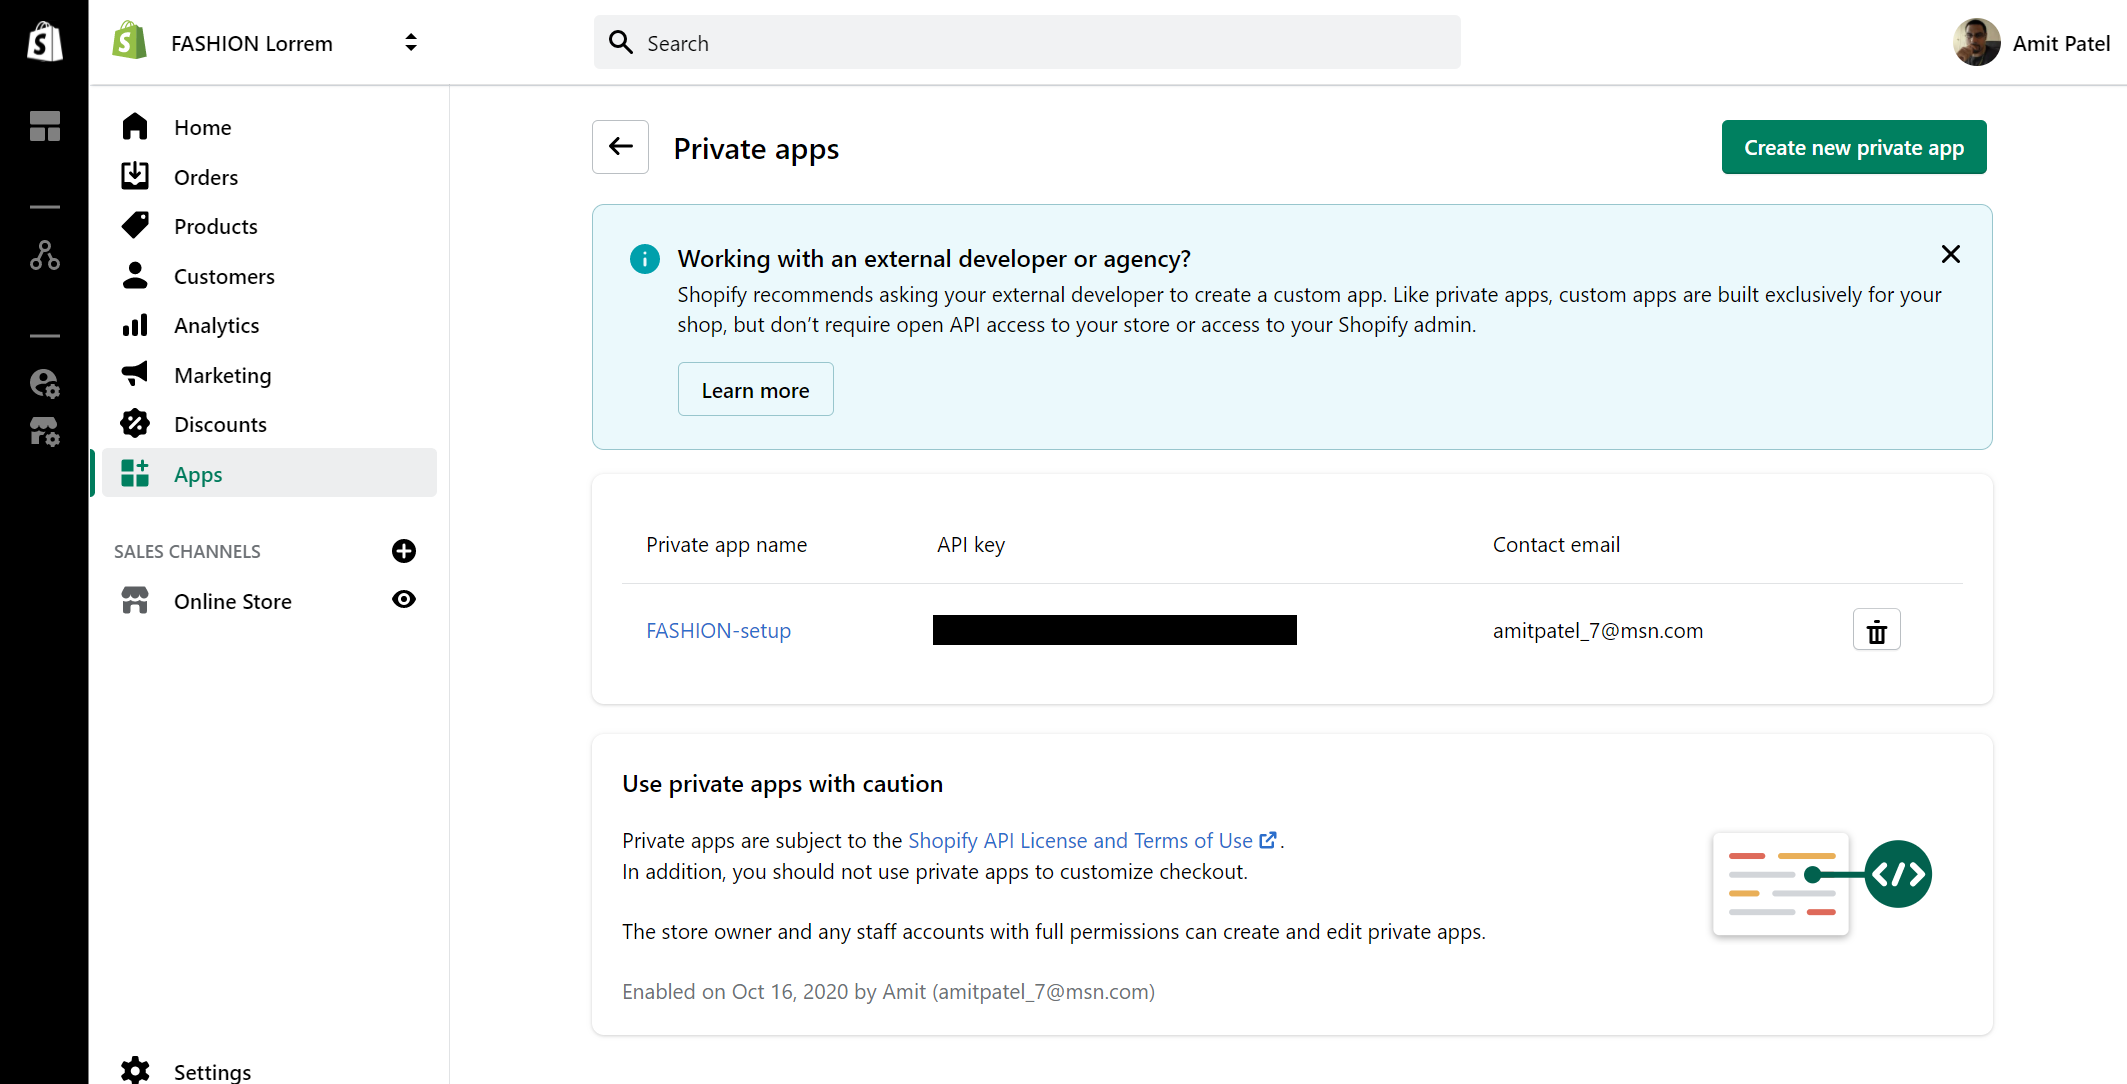 FASHION Lorrem
Search
Amit Patel
Home
Orders
Products
Customers
Analytics
Marketing
Discounts
Apps
SALES CHANNELS
Online Store
Settings
Private apps
Create new private app
Working with an external developer or agency?
Shopify recommends asking your external developer to create a custom app. Like private apps, custom apps are built exclusively for your
shop, but don’t require open API access to your store or access to your Shopify admin.
Learn more
Private app name API key Contact email
FASHION-setup amitpatel_7@msn.com
Use private apps with caution
Private apps are subject to the Shopify API License and Terms of Use .
In addition, you should not use private apps to customize checkout.
The store owner and any staff accounts with full permissions can create and edit private apps.
Enabled on Oct 16, 2020 by Amit (amitpatel_7@msn.com)